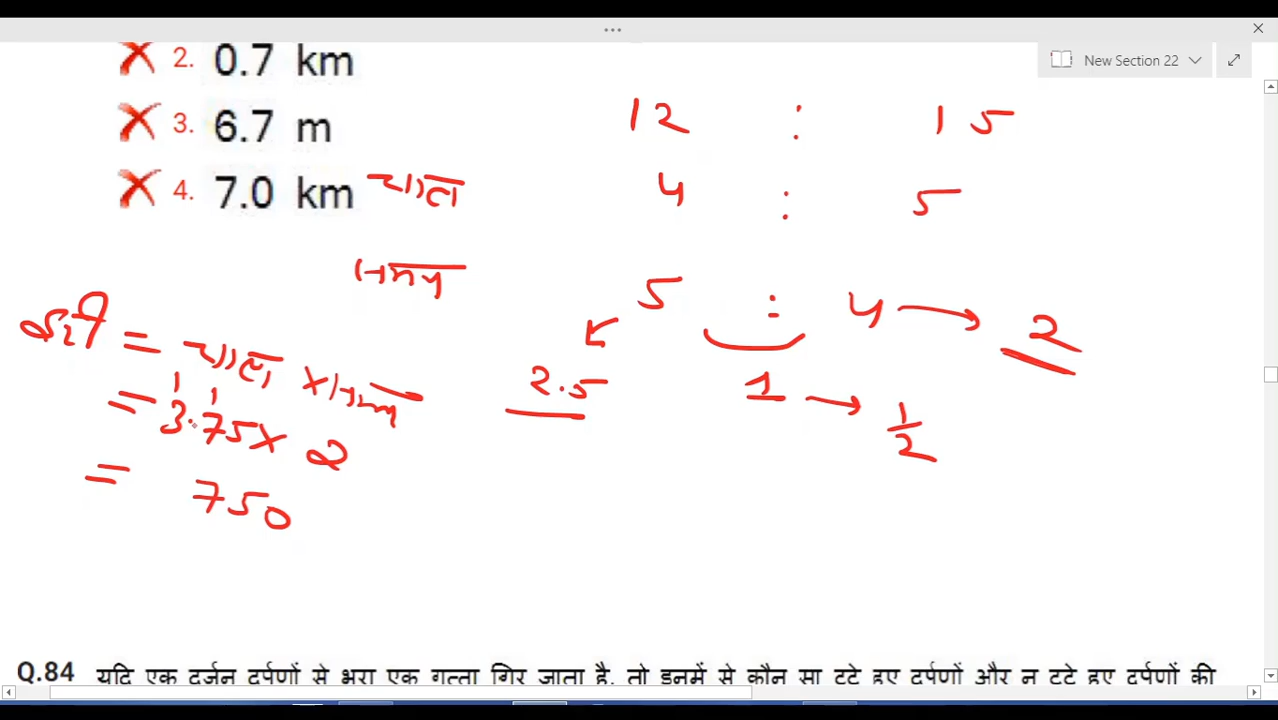 New Section 22
2. 0.7 km
3. 6.7 m
4. 7.0 km
12 : 15
चाल 4 : 5
समय 5 : 4 → 2
2.5 1 → 1/2
दूरी = चाल × समय
= 3.75 × 2
= 750
Q.84 यदि एक दर्जन दर्पणों से भरा एक गत्ता गिर जाता है, तो इनमें से कौन सा टूटे हुए दर्पणों और न टूटे हुए दर्पणों की